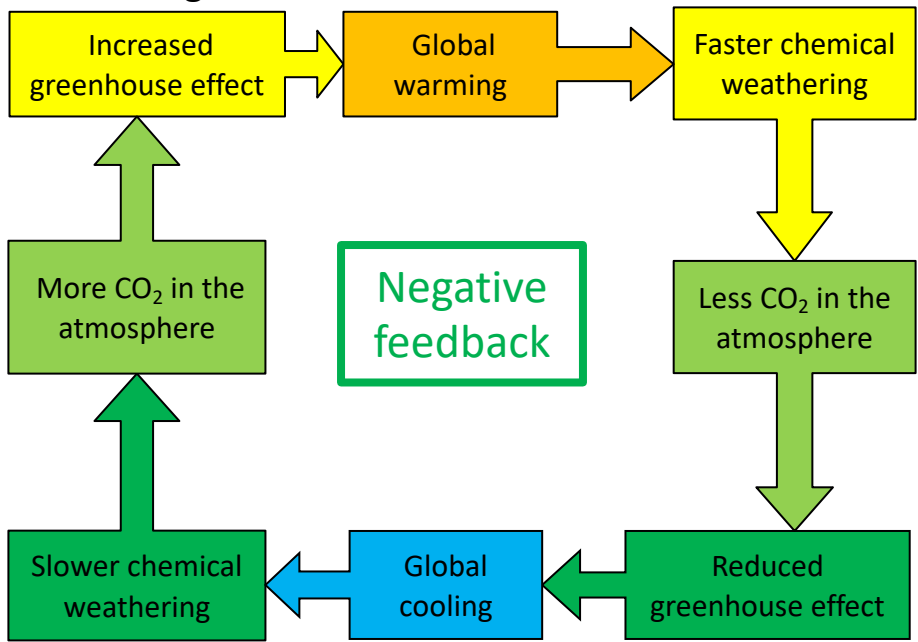 Increased
greenhouse effect
Global
warming
Faster chemical
weathering
More CO₂ in the
atmosphere
Negative
feedback
Less CO₂ in the
atmosphere
Slower chemical
weathering
Global
cooling
Reduced
greenhouse effect